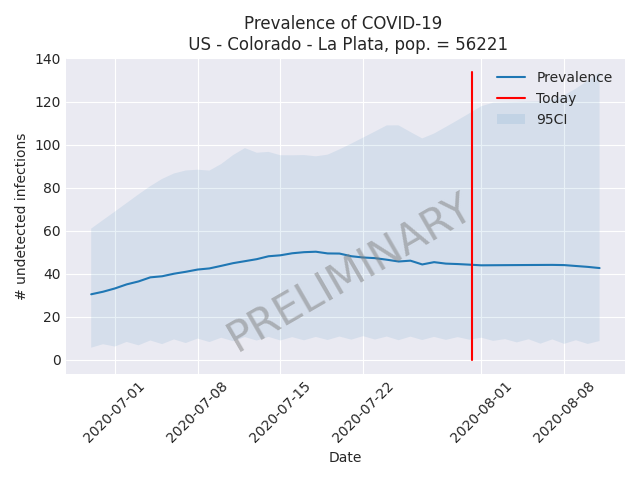 Prevalence of COVID-19
US - Colorado - La Plata, pop. = 56221
# undetected infections
140
120
100
80
60
40
20
0
Prevalence
Today
95CI
PRELIMINARY
2020-07-01
2020-07-08
2020-07-15
2020-07-22
2020-08-01
2020-08-08
Date